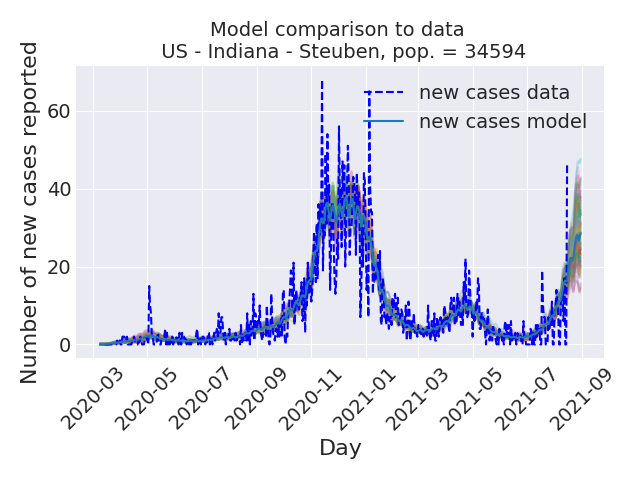 Model comparison to data
US - Indiana - Steuben, pop. = 34594
Number of new cases reported
60
40
20
0
new cases data
new cases model
2020-03
2020-05
2020-07
2020-09
2020-11
2021-01
2021-03
2021-05
2021-07
2021-09
Day